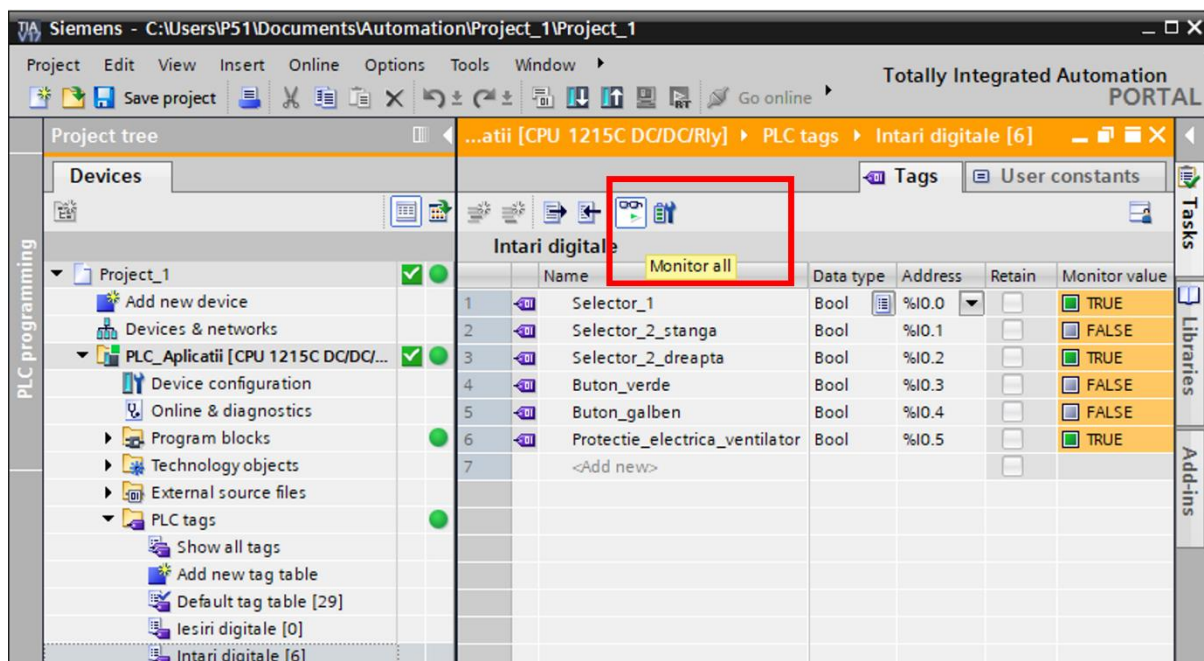 Siemens - C:\Users\P51\Documents\Automation\Project_1\Project_1
Project Edit View Insert Online Options Tools Window
Totally Integrated Automation
PORTAL
Save project
Go online
Project tree
...atii [CPU 1215C DC/DC/Rly] PLC tags Intari digitale [6]
Devices
Tags
User constants
Intari digitale
Monitor all
Name Data type Address Retain Monitor value
1 Selector_1 Bool %I0.0 TRUE
2 Selector_2_stanga Bool %I0.1 FALSE
3 Selector_2_dreapta Bool %I0.2 TRUE
4 Buton_verde Bool %I0.3 FALSE
5 Buton_galben Bool %I0.4 FALSE
6 Protectie_electrica_ventilator Bool %I0.5 TRUE
7 <Add new>
Project_1
Add new device
Devices & networks
PLC_Aplicatii [CPU 1215C DC/DC/...
Device configuration
Online & diagnostics
Program blocks
Technology objects
External source files
PLC tags
Show all tags
Add new tag table
Default tag table [29]
Iesiri digitale [0]
Intari digitale [6]
PLC programming
Tasks
Libraries
Add-ins